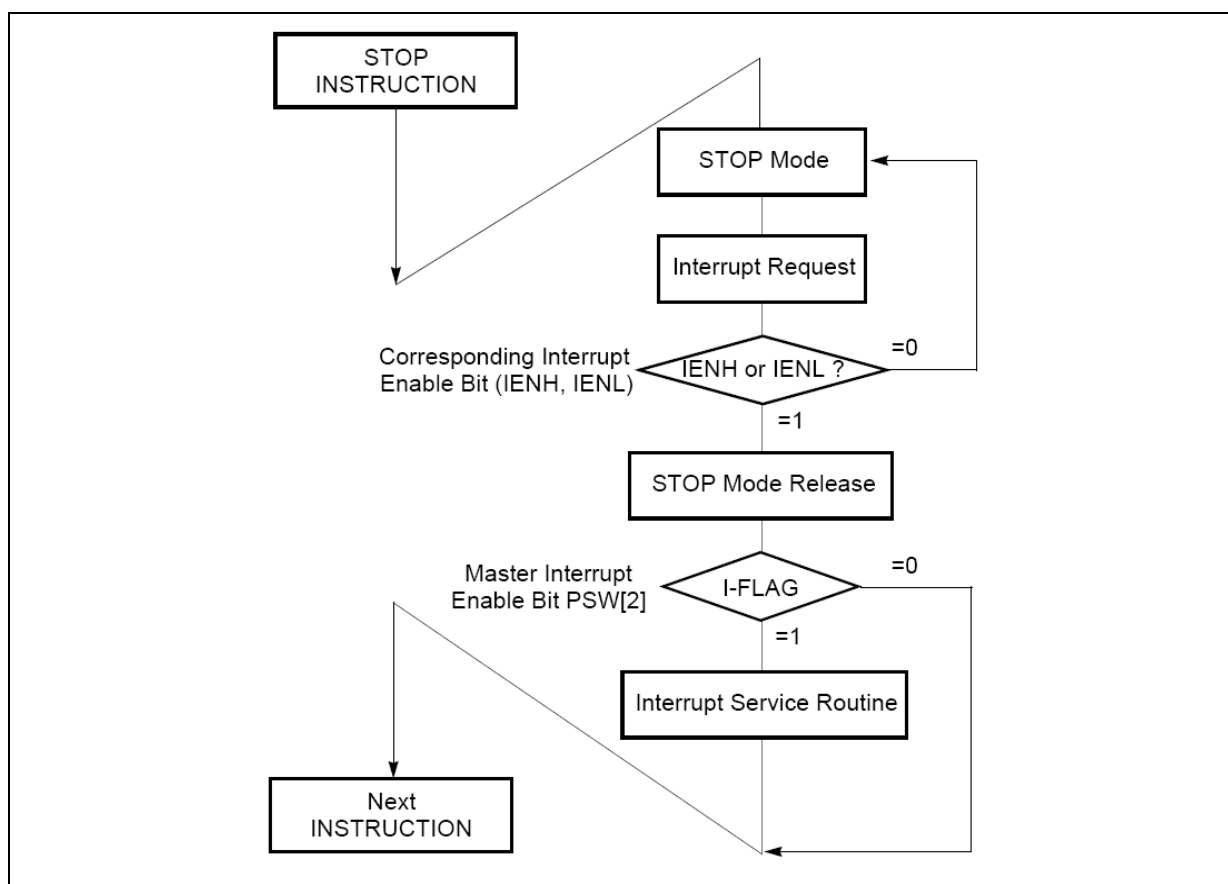 STOP
INSTRUCTION
STOP Mode
Interrupt Request
Corresponding Interrupt
Enable Bit (IENH, IENL)
IENH or IENL ?
=0
=1
STOP Mode Release
Master Interrupt
Enable Bit PSW[2]
I-FLAG
=0
=1
Interrupt Service Routine
Next
INSTRUCTION